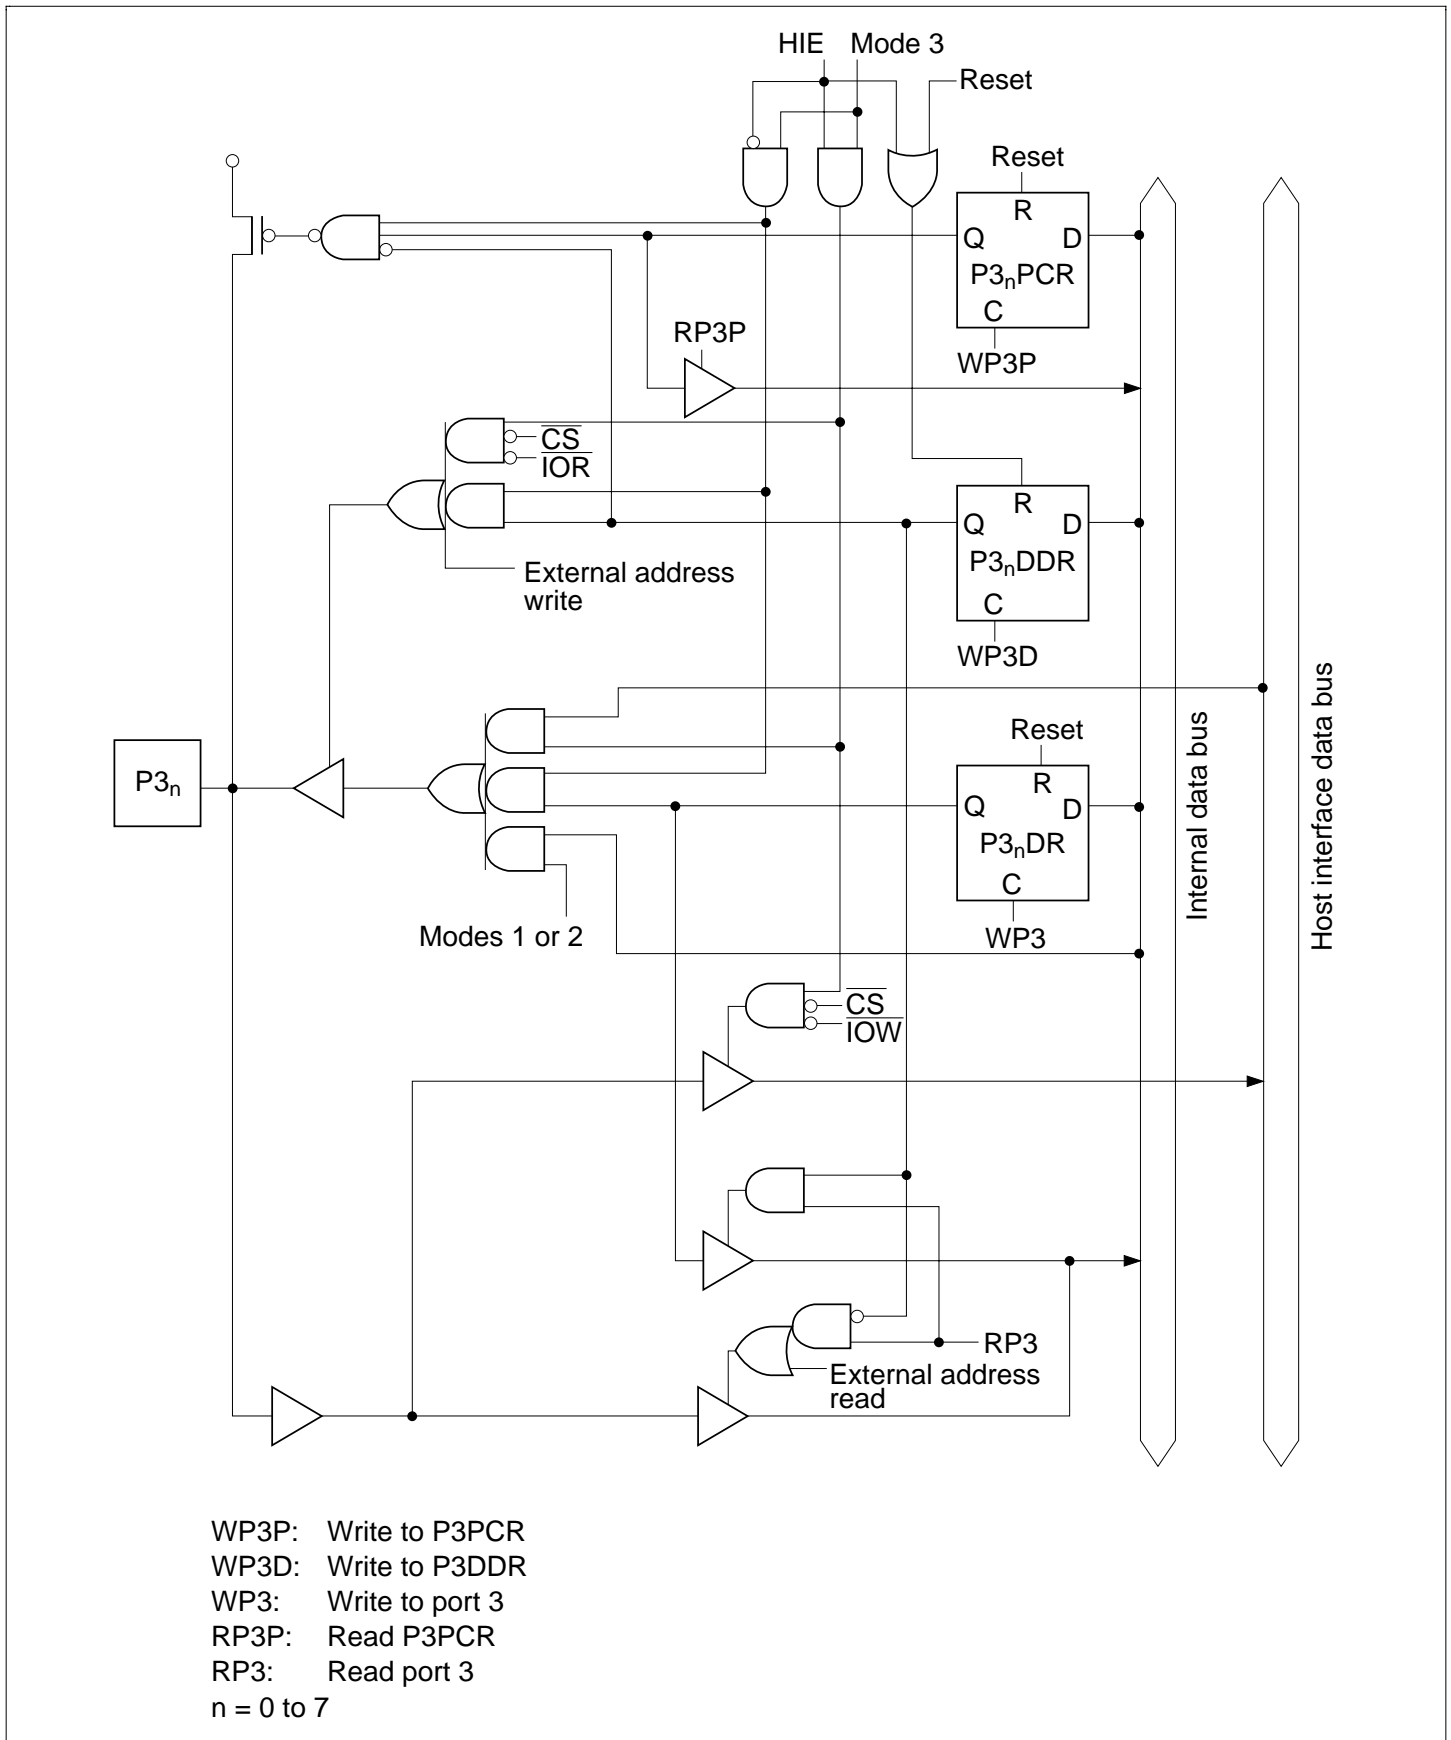 HIE Mode 3
Reset
Reset
R
Q D
P3nPCR
C
WP3P
RP3P
CS
IOR
R
Q D
P3nDDR
C
WP3D
External address
write
Reset
R
Q D
P3nDR
C
WP3
P3n
Modes 1 or 2
Internal data bus
Host interface data bus
CS
IOW
RP3
External address
read
WP3P: Write to P3PCR
WP3D: Write to P3DDR
WP3: Write to port 3
RP3P: Read P3PCR
RP3: Read port 3
n = 0 to 7